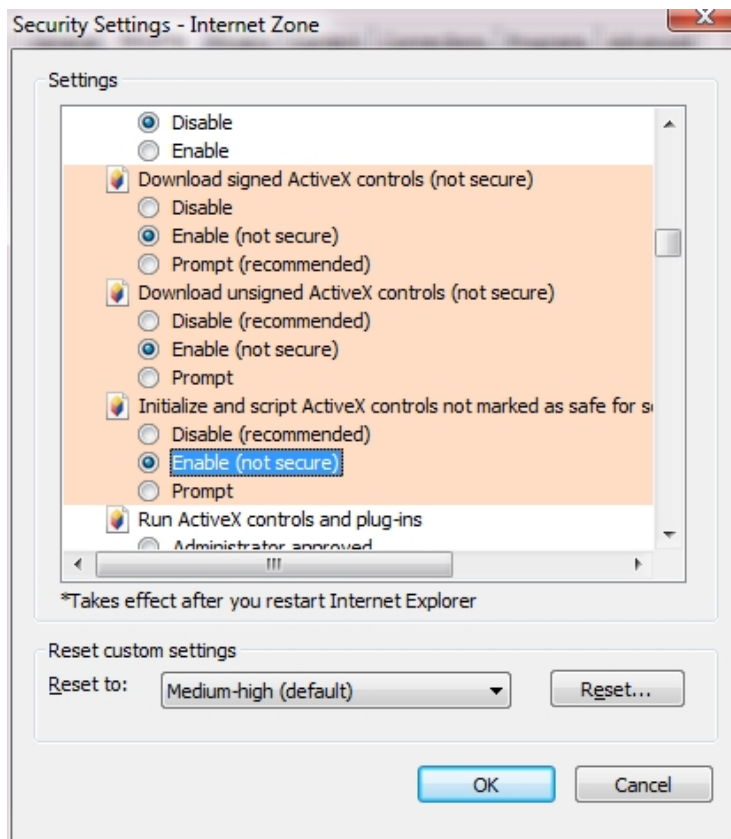 Security Settings - Internet Zone
Settings
Disable
Enable
Download signed ActiveX controls (not secure)
Disable
Enable (not secure)
Prompt (recommended)
Download unsigned ActiveX controls (not secure)
Disable (recommended)
Enable (not secure)
Prompt
Initialize and script ActiveX controls not marked as safe for
Disable (recommended)
Enable (not secure)
Prompt
Run ActiveX controls and plug-ins
Administrator approved
*Takes effect after you restart Internet Explorer
Reset custom settings
Reset to:
Medium-high (default)
Reset...
OK
Cancel